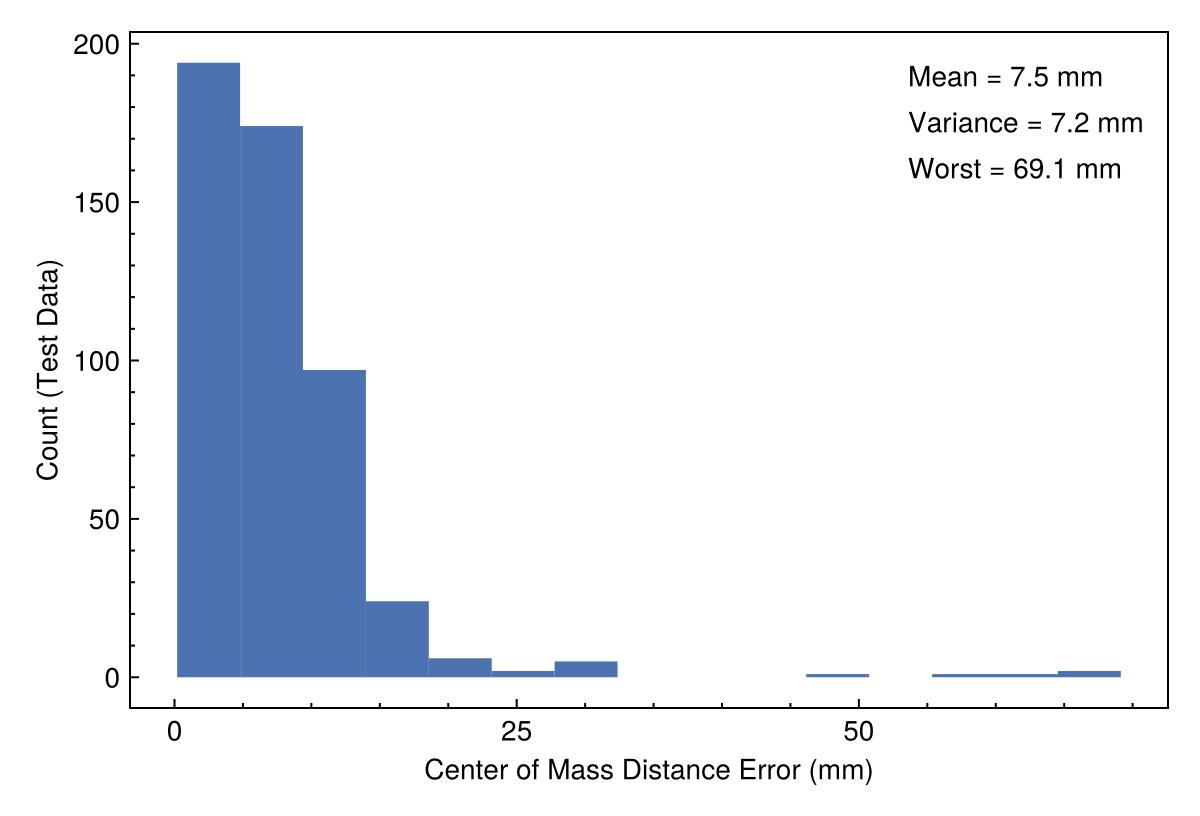 200
150
100
50
0
Count (Test Data)
Mean = 7.5 mm
Variance = 7.2 mm
Worst = 69.1 mm
0 25 50
Center of Mass Distance Error (mm)